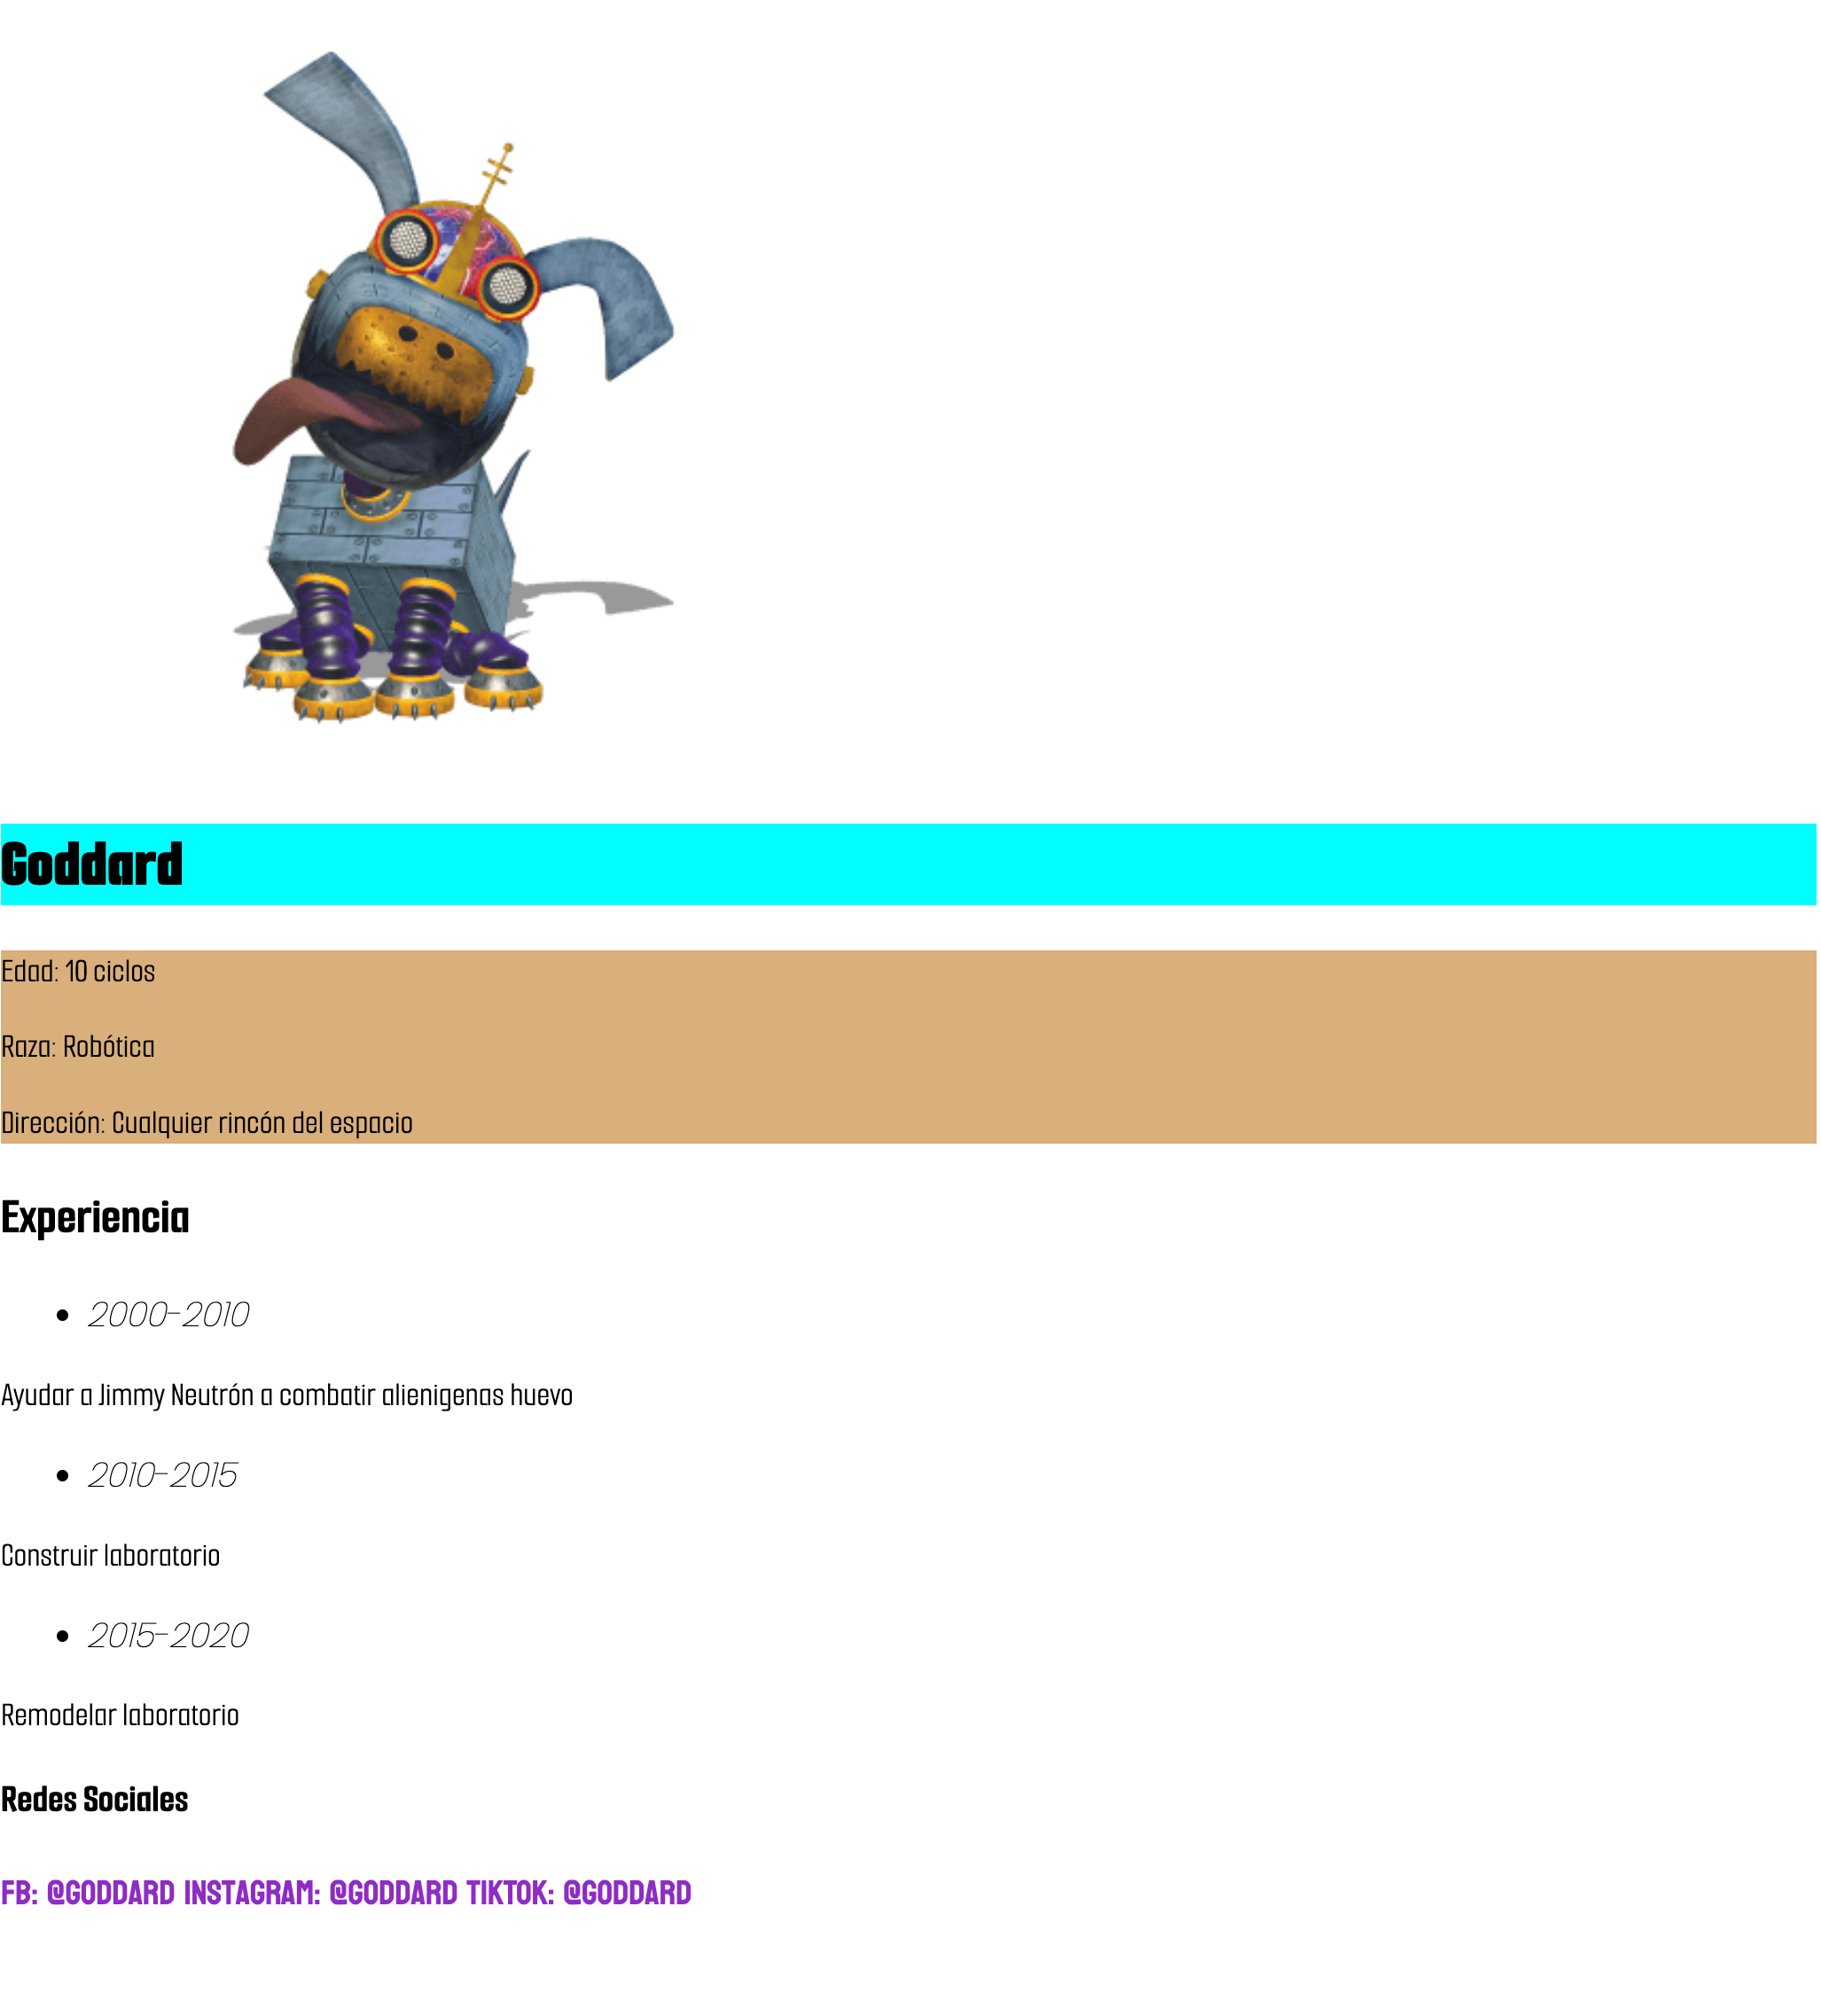 Goddard
Edad: 10 ciclos
Raza: Robótica
Dirección: Cualquier rincón del espacio
Experiencia
• 2000-2010
Ayudar a Jimmy Neutrón a combatir alienigenas huevo
• 2010-2015
Construir laboratorio
• 2015-2020
Remodelar laboratorio
Redes Sociales
FB: @GODDARD INSTAGRAM: @GODDARD TIKTOK: @GODDARD